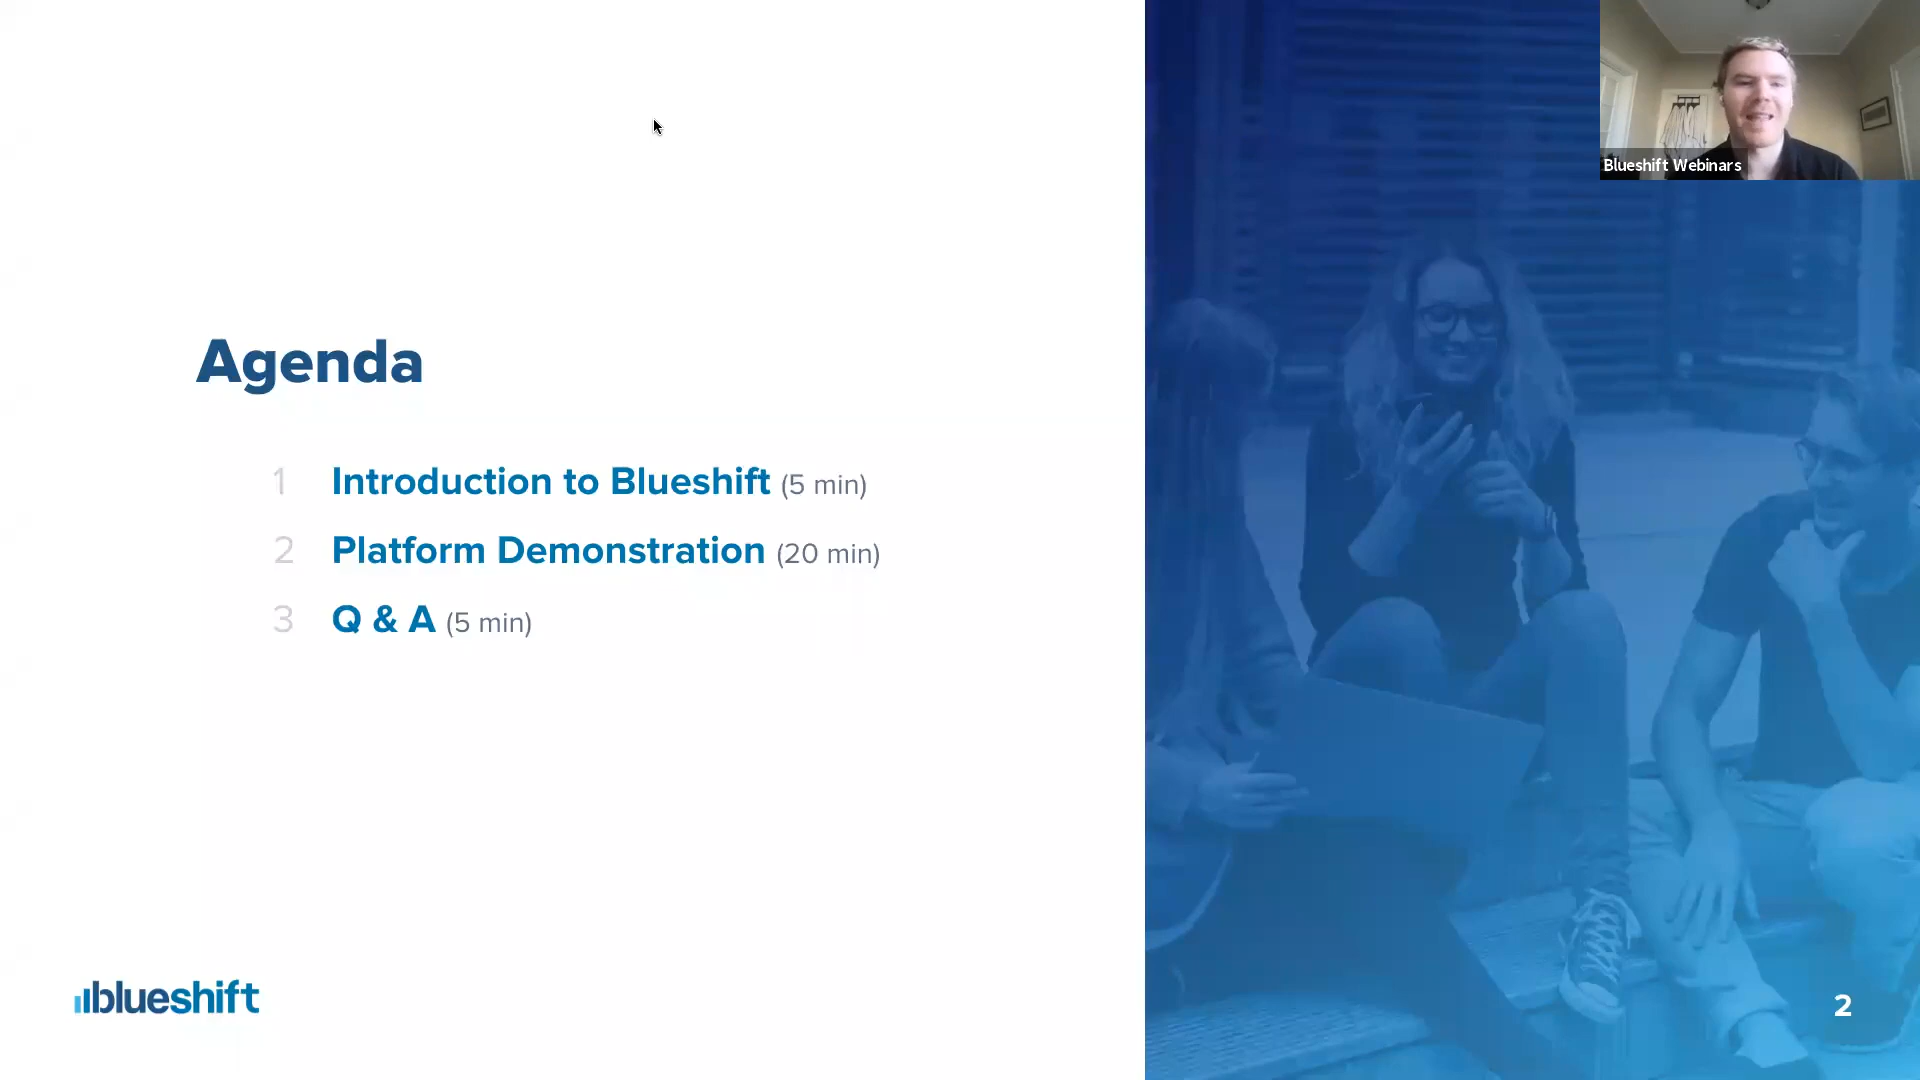 Blueshift Webinars
Agenda
1 Introduction to Blueshift (5 min)
2 Platform Demonstration (20 min)
3 Q & A (5 min)
blueshift
2